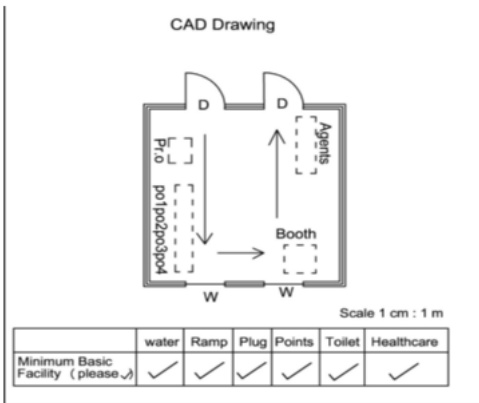 CAD Drawing
D D
Pr.o
Agents
po1po2po3po4
Booth
W W
Scale 1 cm : 1 m
water Ramp Plug Points Toilet Healthcare
Minimum Basic
Facility (please ✓) ✓ ✓ ✓ ✓ ✓ ✓